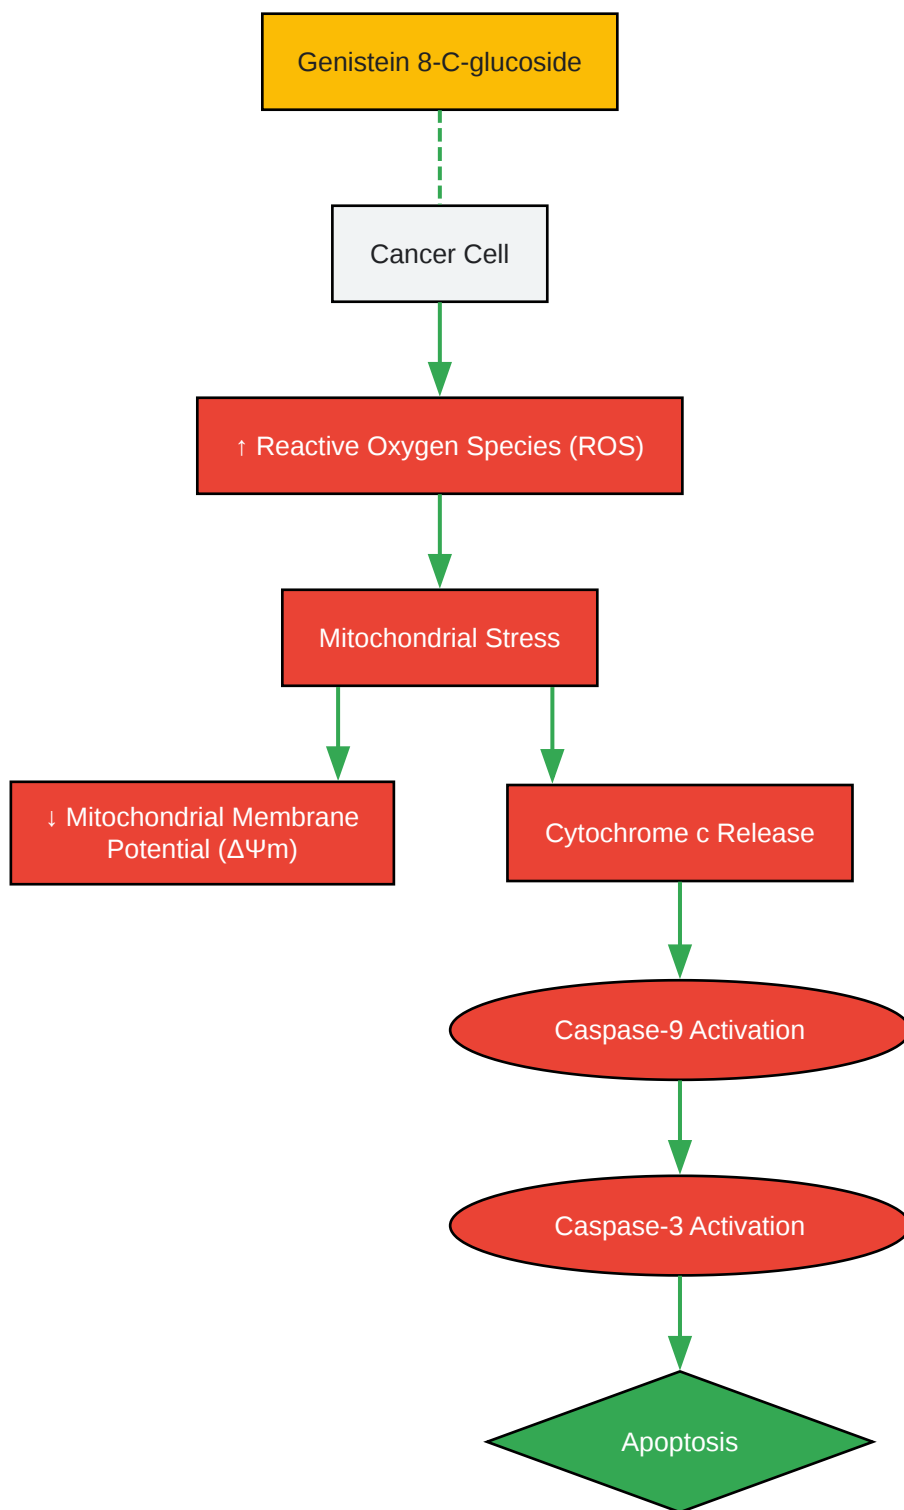 Genistein 8-C-glucoside
Cancer Cell
↑ Reactive Oxygen Species (ROS)
Mitochondrial Stress
↓ Mitochondrial Membrane
Potential (ΔΨm)
Cytochrome c Release
Caspase-9 Activation
Caspase-3 Activation
Apoptosis